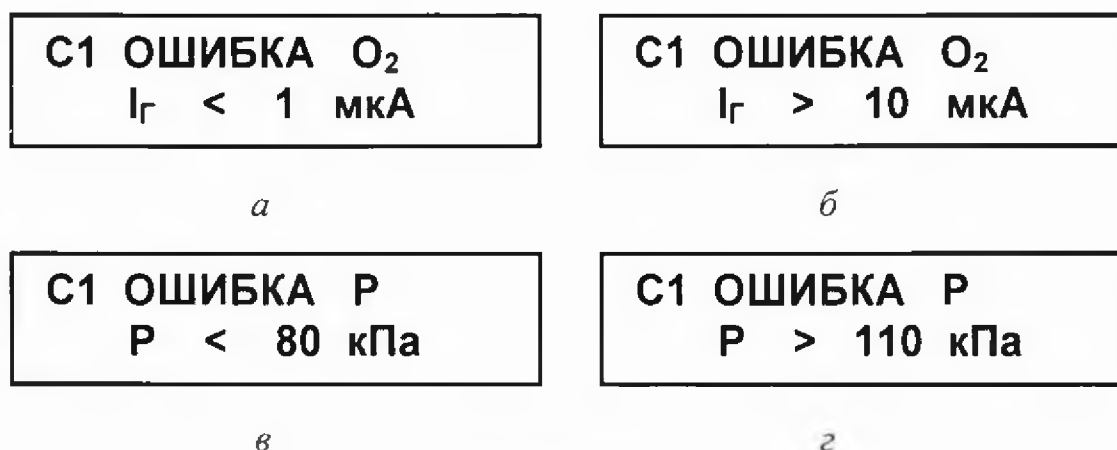 С1 ОШИБКА O₂
Iг < 1 мкА
а
С1 ОШИБКА O₂
Iг > 10 мкА
б
С1 ОШИБКА Р
Р < 80 кПа
в
С1 ОШИБКА Р
Р > 110 кПа
г